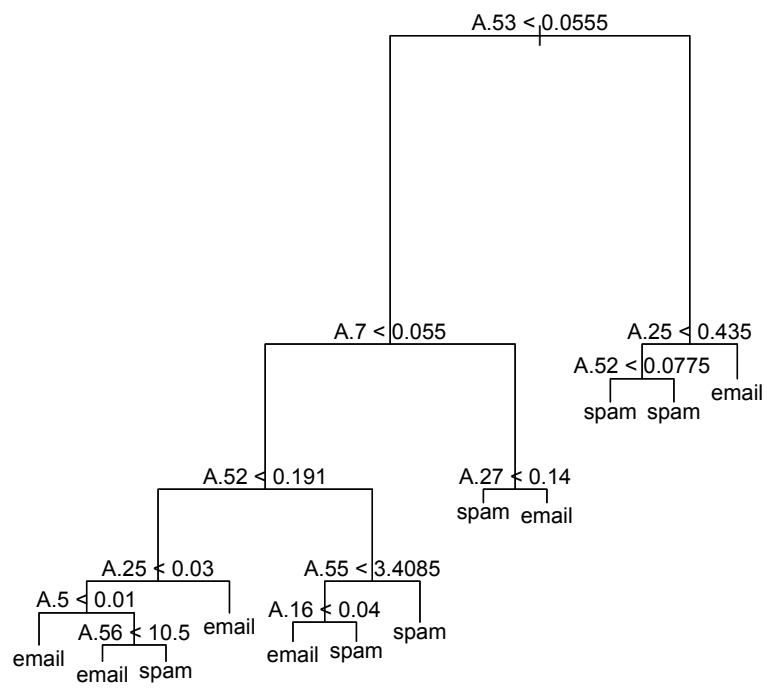 A.53 < 0.0555
A.7 < 0.055
A.25 < 0.435
A.52 < 0.0775
email
spam
spam
A.52 < 0.191
A.27 < 0.14
spam
email
A.25 < 0.03
A.55 < 3.4085
A.5 < 0.01
A.16 < 0.04
email
spam
A.56 < 10.5
email
email
spam
email
spam